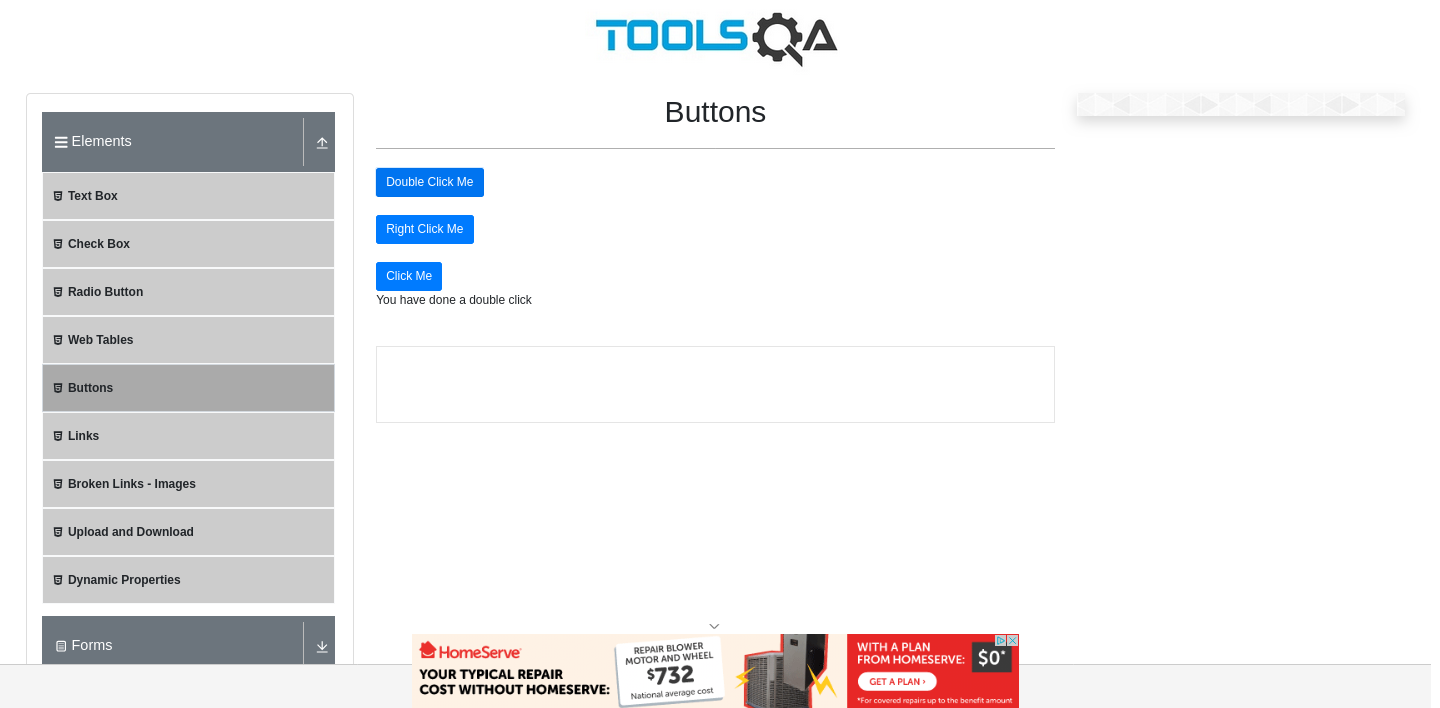 TOOLSQA
Elements
Text Box
Check Box
Radio Button
Web Tables
Buttons
Links
Broken Links - Images
Upload and Download
Dynamic Properties
Forms
Buttons
Double Click Me
Right Click Me
Click Me
You have done a double click
HomeServe
YOUR TYPICAL REPAIR
COST WITHOUT HOMESERVE:
REPAIR BLOWER
MOTOR AND WHEEL
$732
National average cost
WITH A PLAN
FROM HOMESERVE:
$0*
GET A PLAN ›
*For covered repairs up to the benefit amount